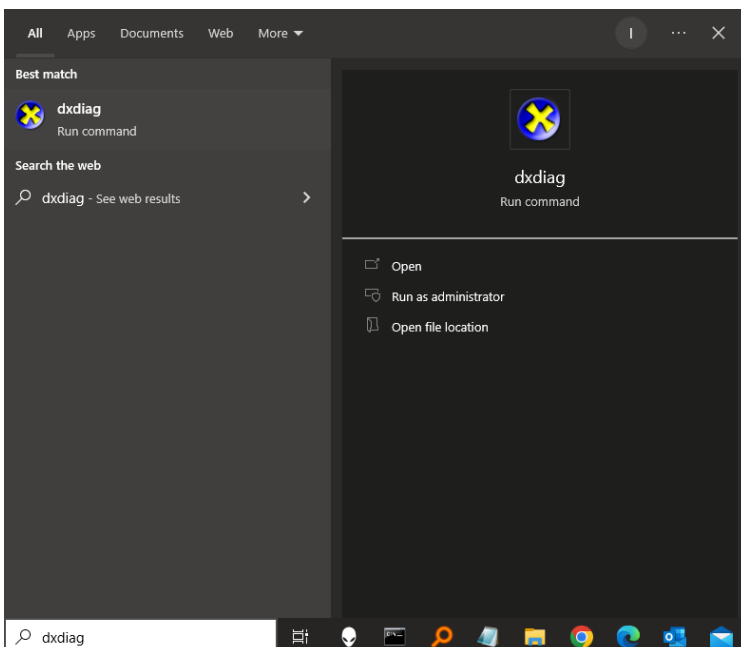 All Apps Documents Web More I
Best match
dxdiag
Run command
Search the web
dxdiag - See web results
dxdiag
Run command
Open
Run as administrator
Open file location
dxdiag